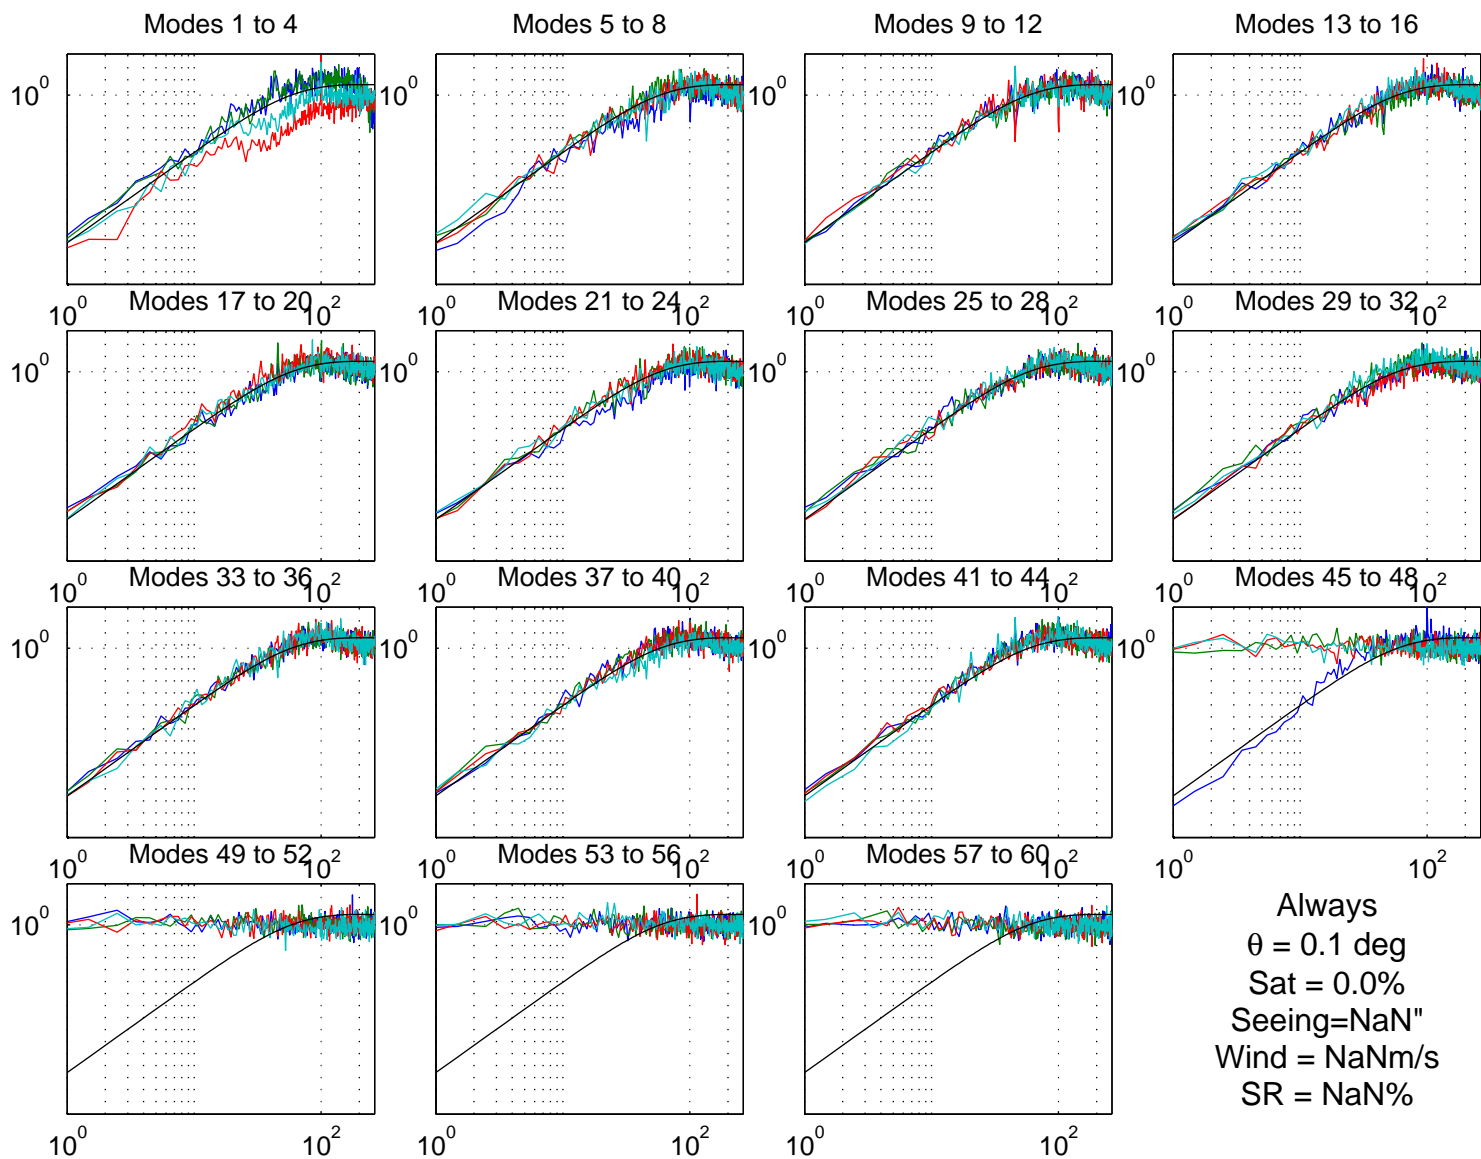 Modes 1 to 4
Modes 5 to 8
Modes 9 to 12
Modes 13 to 16
10^0
10^0
10^0
10^0
10^0 10^2
10^0 10^2
10^0 10^2
10^0 10^2
Modes 17 to 20
Modes 21 to 24
Modes 25 to 28
Modes 29 to 32
10^0
10^0
10^0
10^0
10^0 10^2
10^0 10^2
10^0 10^2
10^0 10^2
Modes 33 to 36
Modes 37 to 40
Modes 41 to 44
Modes 45 to 48
10^0
10^0
10^0
10^0
10^0 10^2
10^0 10^2
10^0 10^2
10^0 10^2
Modes 49 to 52
Modes 53 to 56
Modes 57 to 60
10^0
10^0
10^0
10^0 10^2
10^0 10^2
10^0 10^2
Always
θ = 0.1 deg
Sat = 0.0%
Seeing=NaN"
Wind = NaNm/s
SR = NaN%